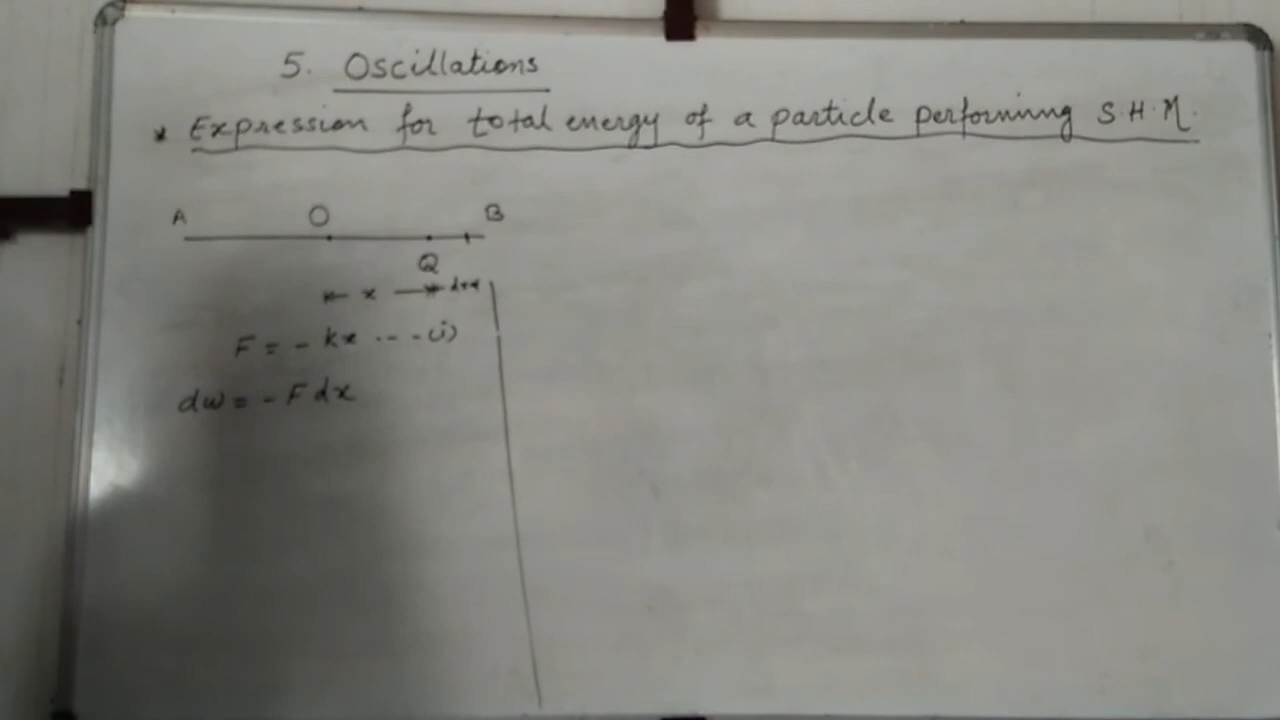 5. Oscillations
* Expression for total energy of a particle performing S.H.M.
A O B
Q
x dx
F = - kx ---(i)
dw = - F dx